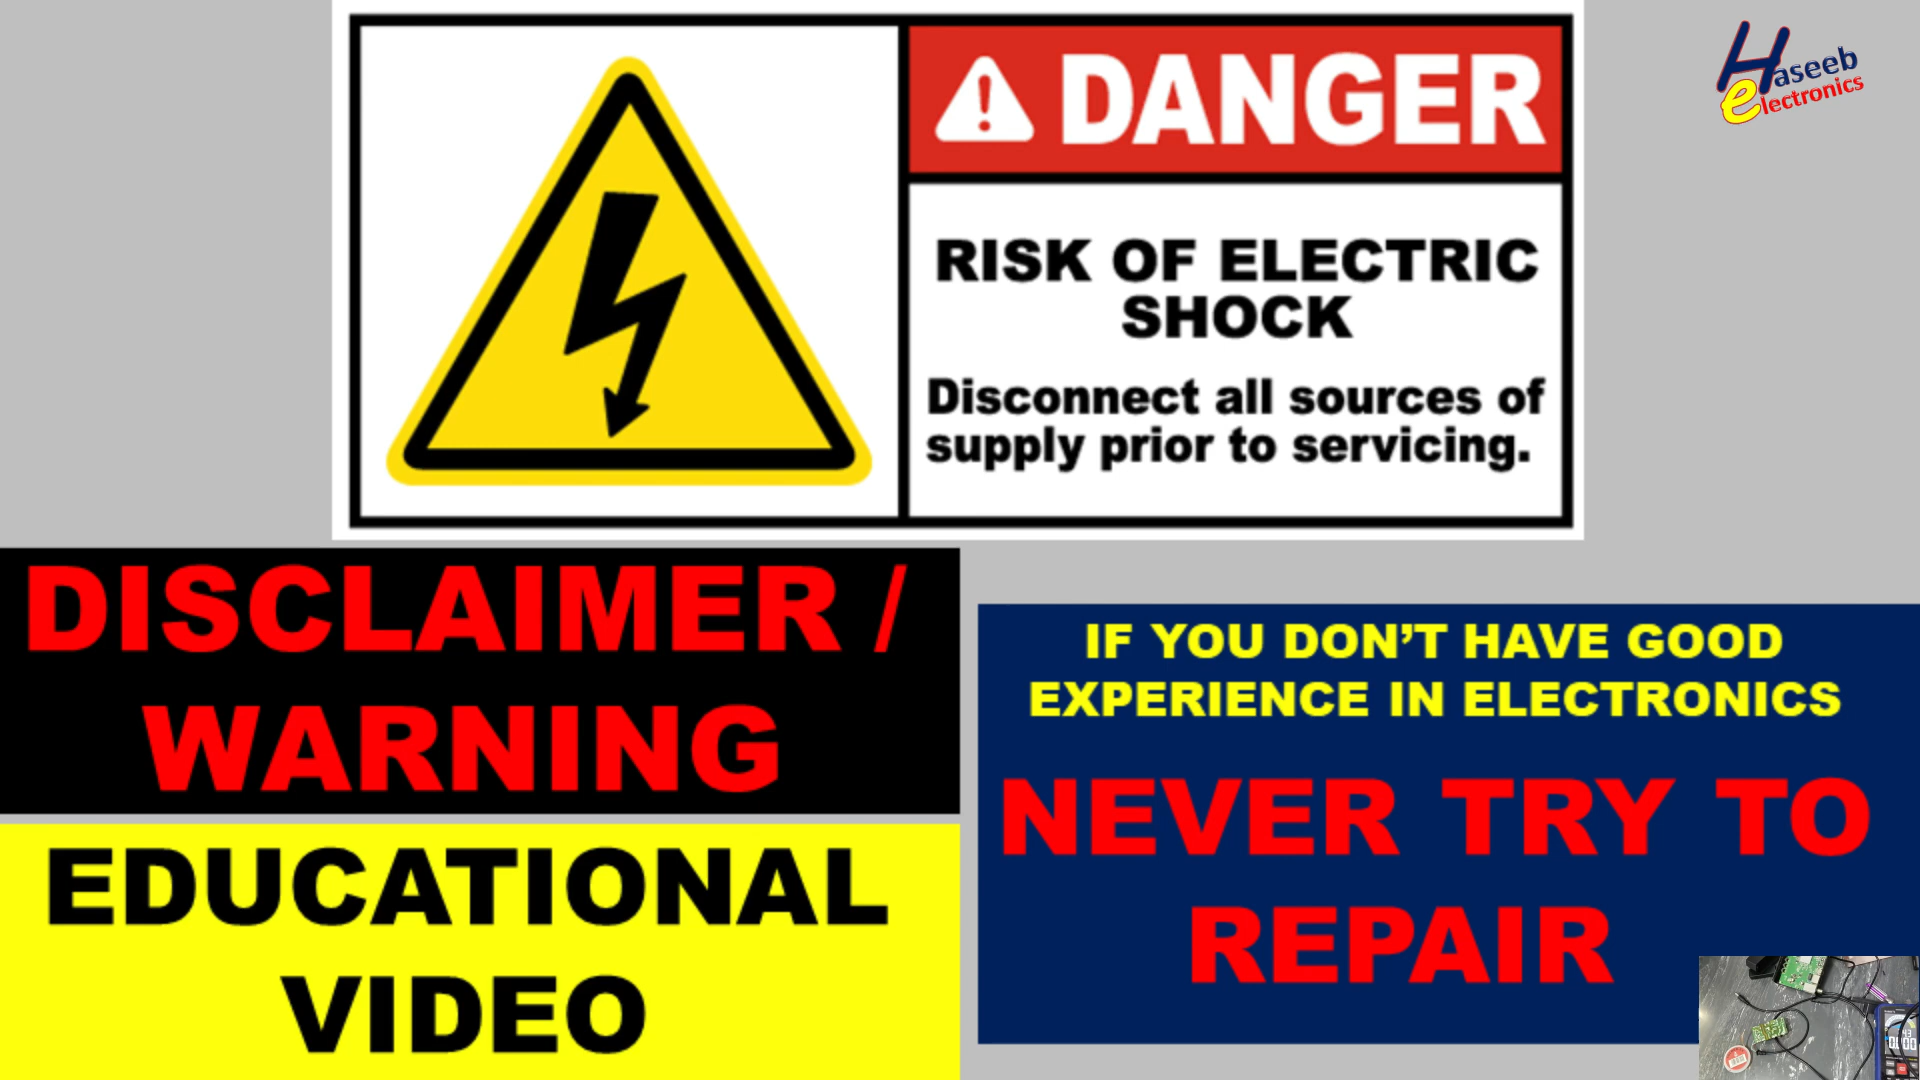 DANGER
RISK OF ELECTRIC
SHOCK
Disconnect all sources of
supply prior to servicing.
Haseeb
electronics
DISCLAIMER /
WARNING
EDUCATIONAL
VIDEO
IF YOU DON’T HAVE GOOD
EXPERIENCE IN ELECTRONICS
NEVER TRY TO
REPAIR